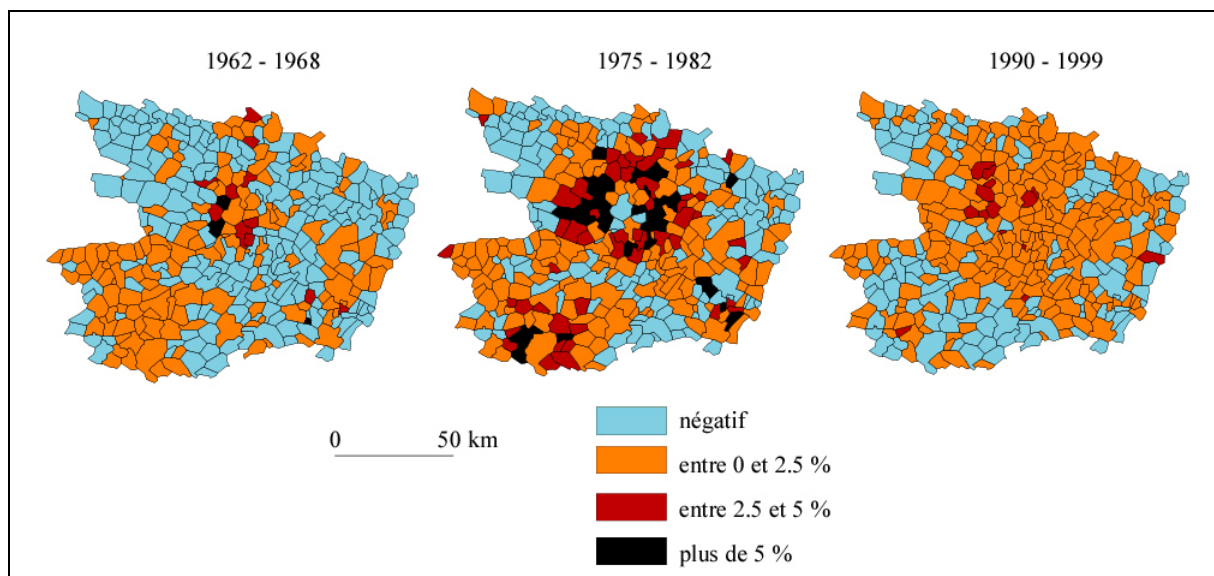 1962 - 1968
1975 - 1982
1990 - 1999
0 50 km
négatif
entre 0 et 2.5 %
entre 2.5 et 5 %
plus de 5 %